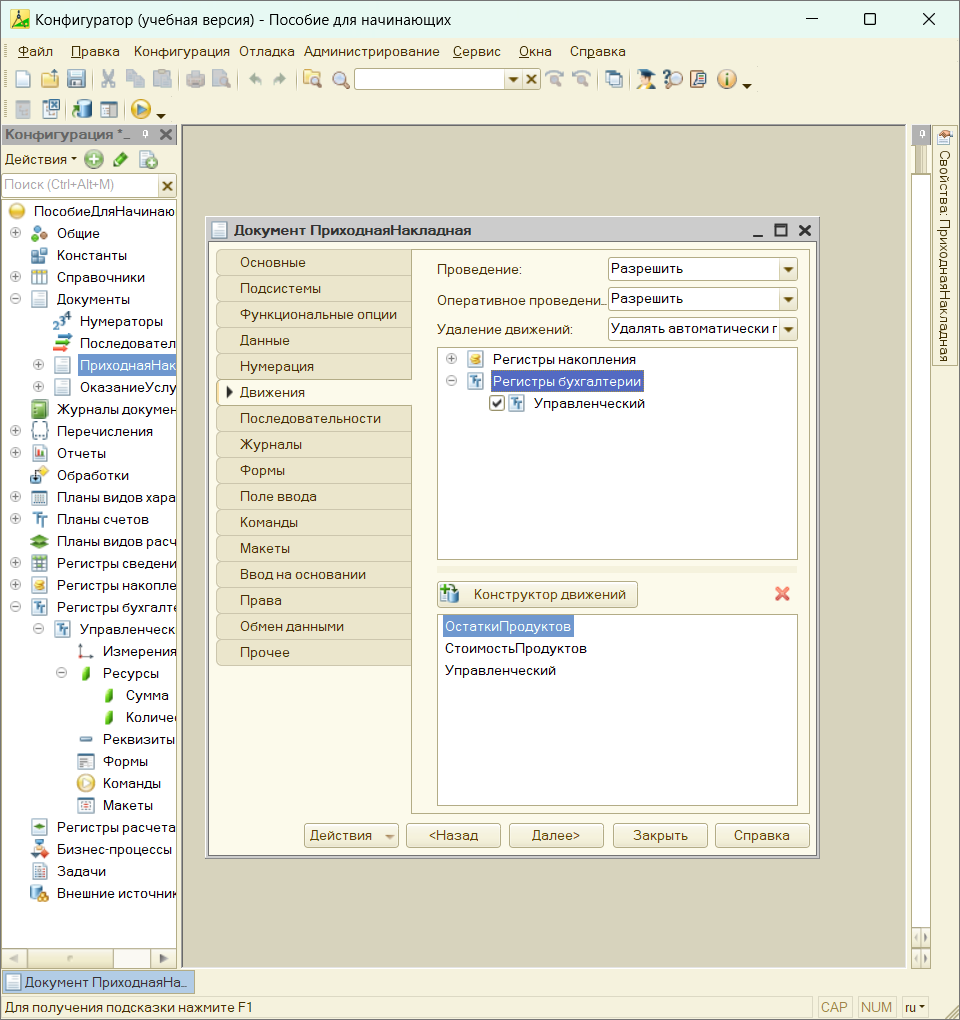 Конфигуратор (учебная версия) - Пособие для начинающих
Файл Правка Конфигурация Отладка Администрирование Сервис Окна Справка
Конфигурация *...
Действия
Поиск (Ctrl+Alt+M)
ПособиеДляНачинаю
Общие
Константы
Справочники
Документы
Нумераторы
Последовател
ПриходнаяНак
ОказаниеУслу
Журналы докумен
Перечисления
Отчеты
Обработки
Планы видов хара
Планы счетов
Планы видов расч
Регистры сведени
Регистры накопле
Регистры бухгалте
Управленческ
Измерения
Ресурсы
Сумма
Количес
Реквизиты
Формы
Команды
Макеты
Регистры расчета
Бизнес-процессы
Задачи
Внешние источник
Документ ПриходнаяНакладная
Основные
Подсистемы
Функциональные опции
Данные
Нумерация
Движения
Последовательности
Журналы
Формы
Поле ввода
Команды
Макеты
Ввод на основании
Права
Обмен данными
Прочее
Проведение: Разрешить
Оперативное проведени... Разрешить
Удаление движений: Удалять автоматически г
Регистры накопления
Регистры бухгалтерии
Управленческий
Конструктор движений
ОстаткиПродуктов
СтоимостьПродуктов
Управленческий
Действия <Назад Далее> Закрыть Справка
Свойства: ПриходнаяНакладная
Документ ПриходнаяНа...
Для получения подсказки нажмите F1
CAP NUM ru